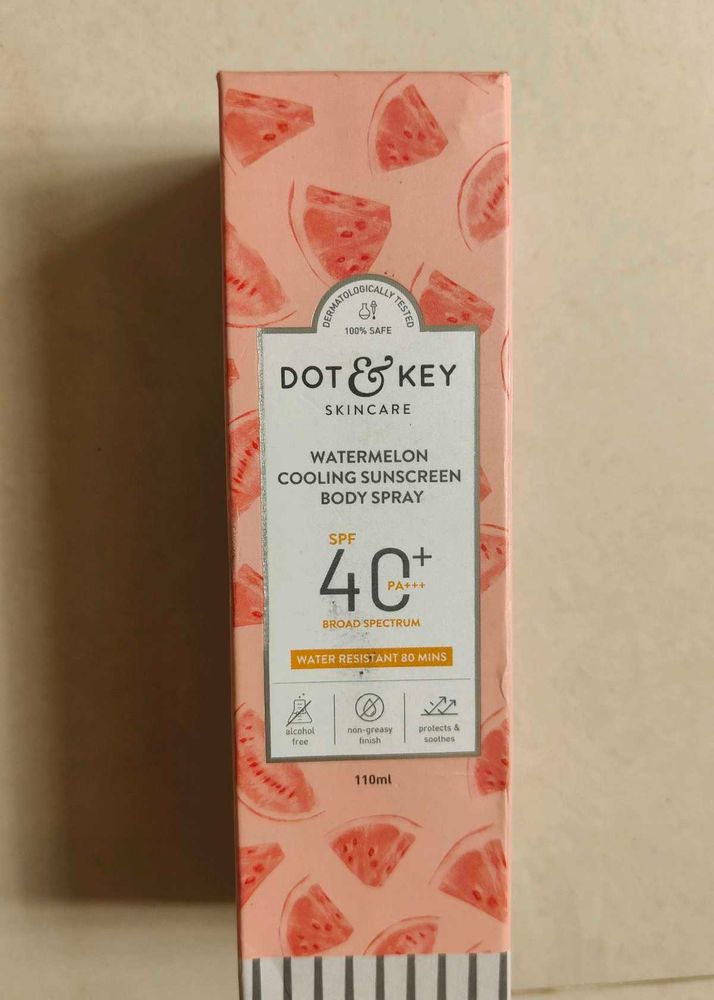 DERMATOLOGICALLY TESTED
100% SAFE
DOT & KEY
SKINCARE
WATERMELON
COOLING SUNSCREEN
BODY SPRAY
SPF
40+
PA+++
BROAD SPECTRUM
WATER RESISTANT 80 MINS
alcohol
free
non-greasy
finish
protects &
soothes
110ml